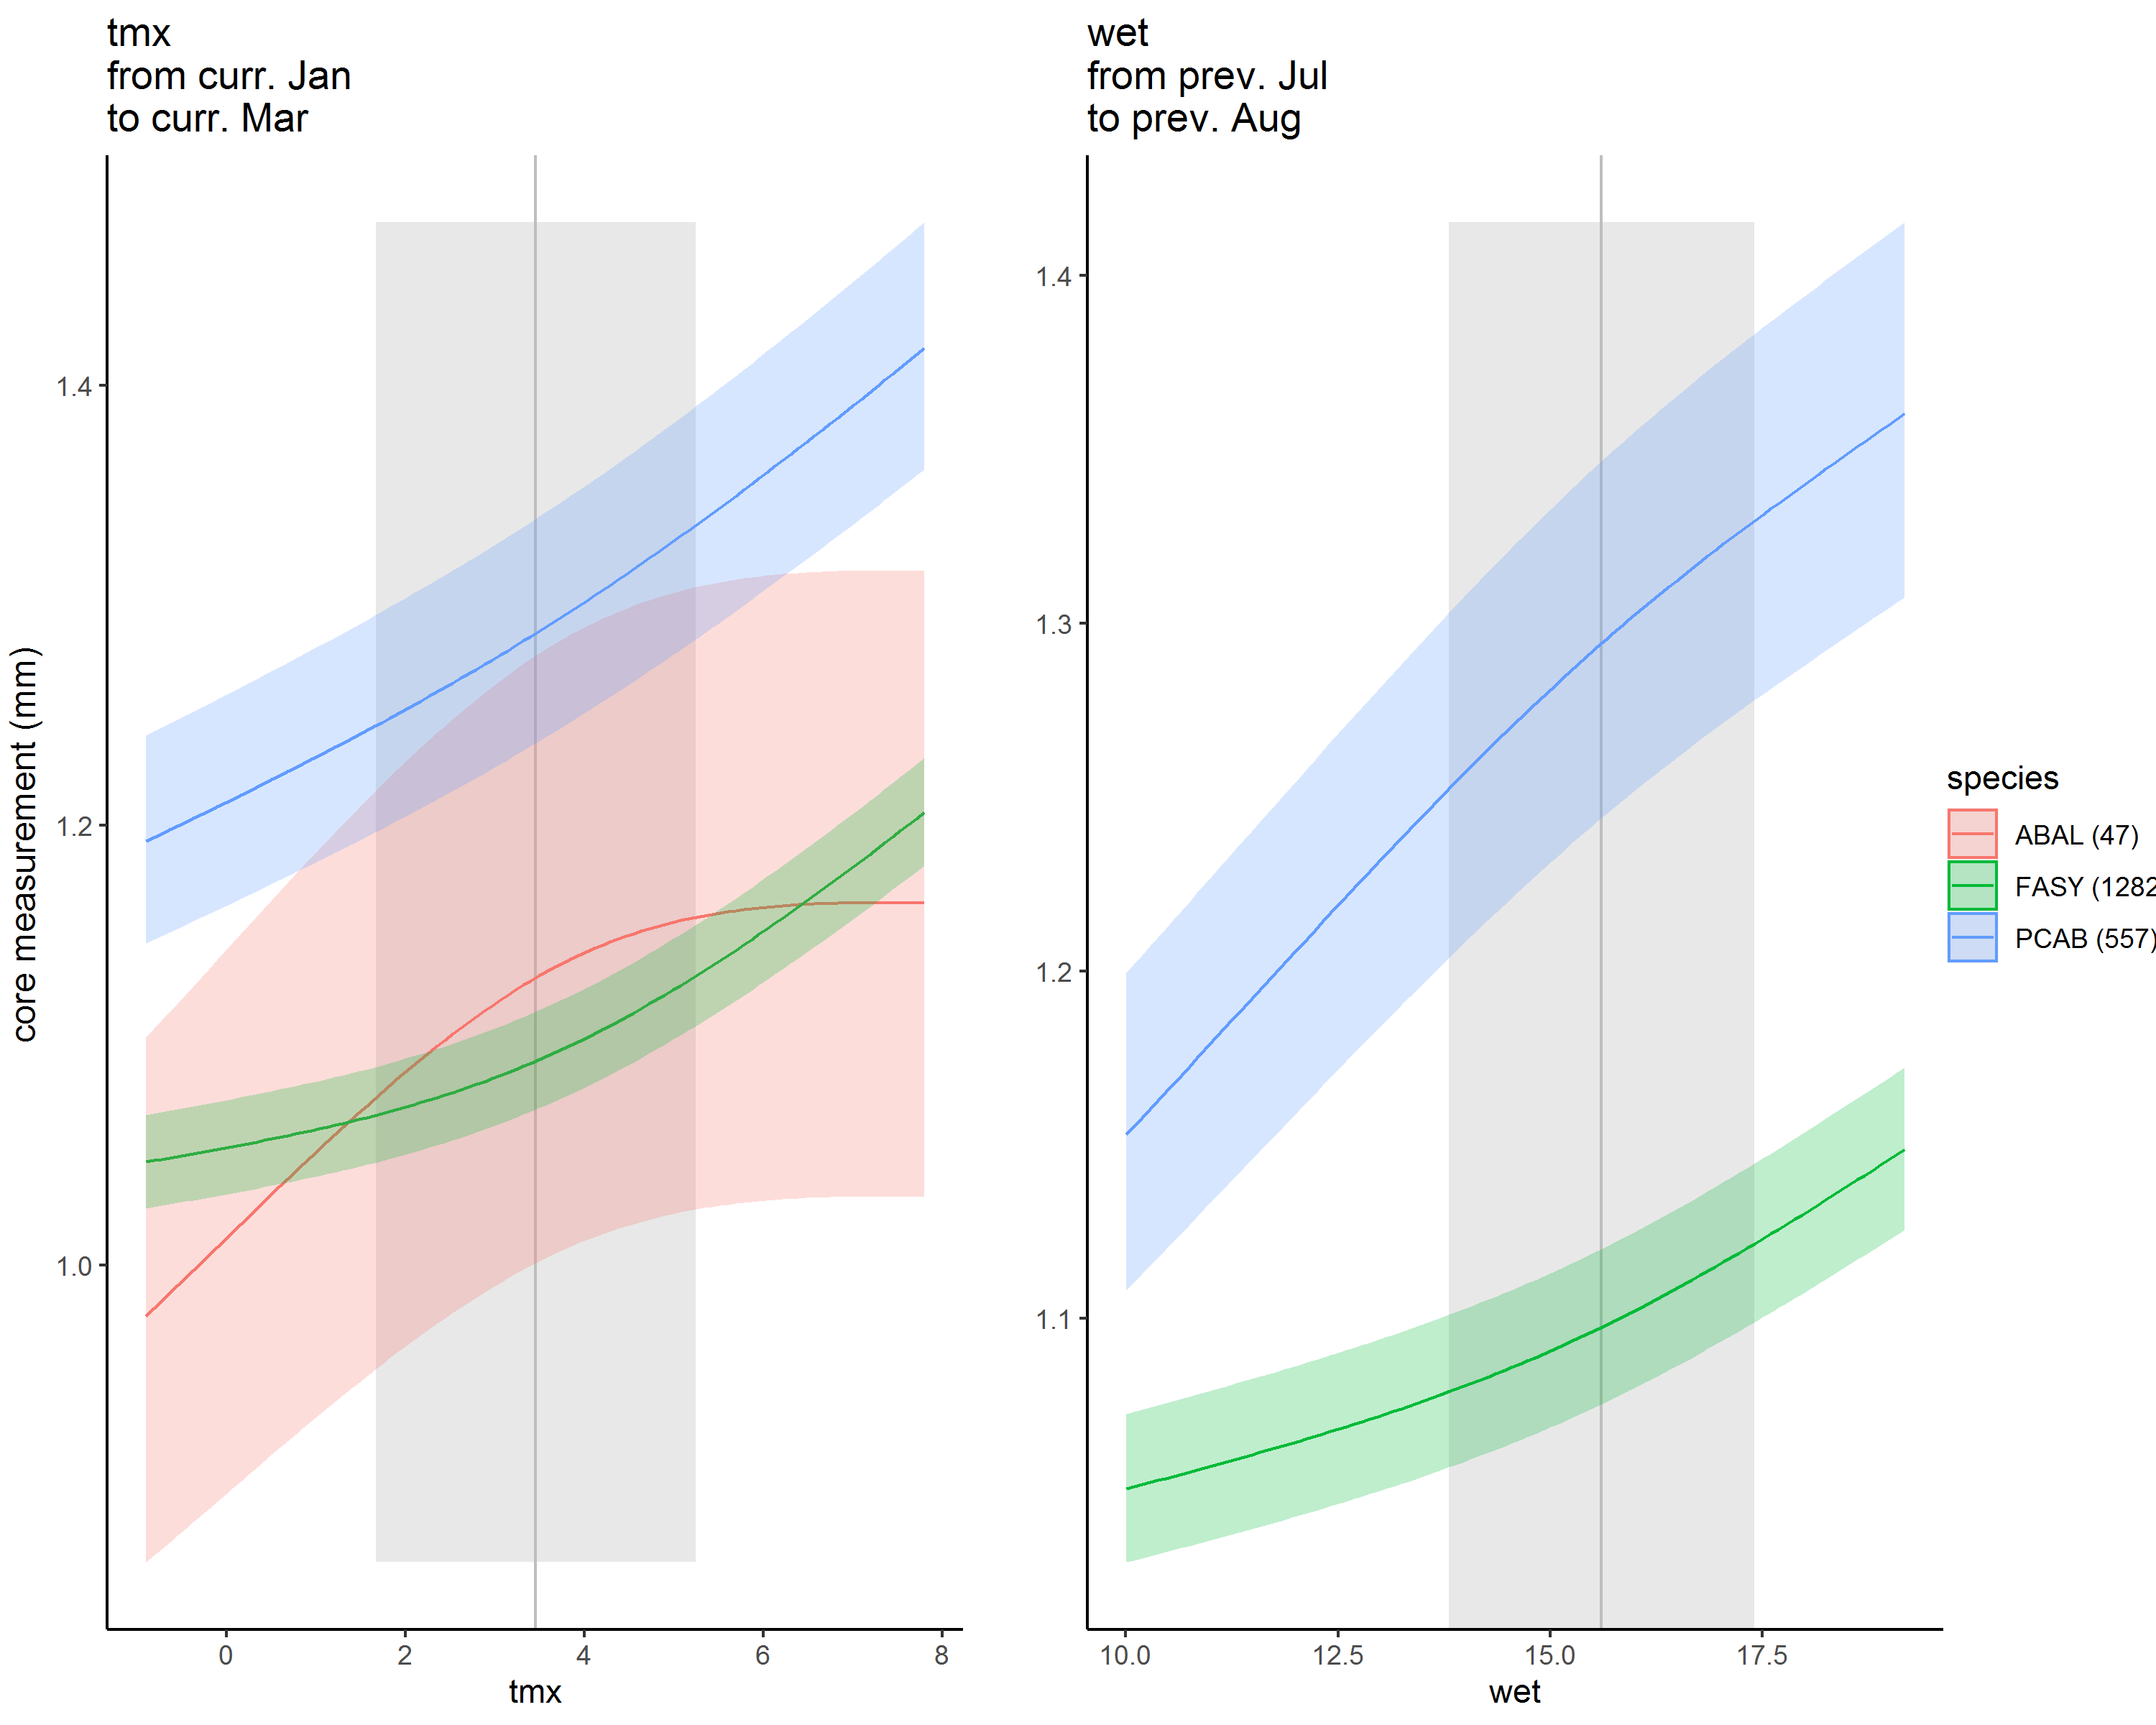 tmx
from curr. Jan
to curr. Mar
wet
from prev. Jul
to prev. Aug
core measurement (mm)
1.4
1.2
1.0
0 2 4 6 8
tmx
1.4
1.3
1.2
1.1
10.0 12.5 15.0 17.5
wet
species
ABAL (47)
FASY (1282
PCAB (557)